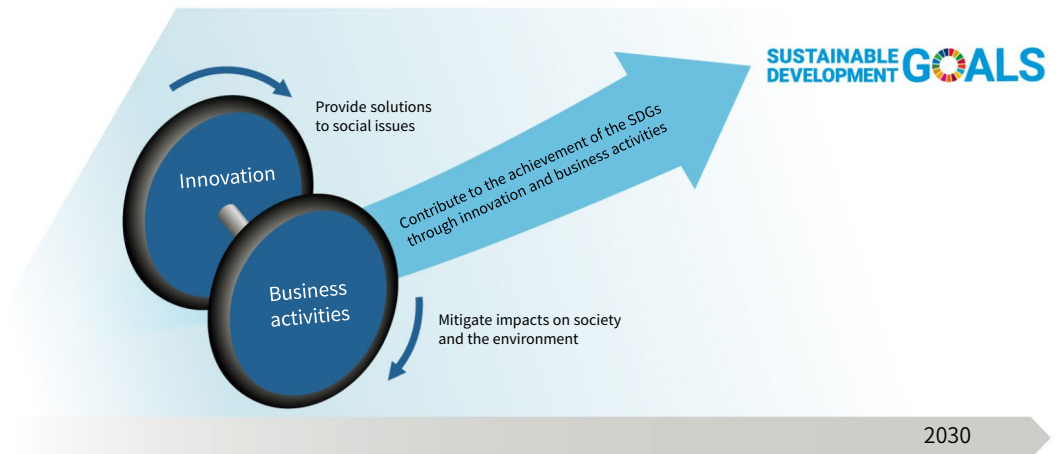 SUSTAINABLE
DEVELOPMENT GOALS
Provide solutions
to social issues
Innovation
Contribute to the achievement of the SDGs
through innovation and business activities
Business
activities
Mitigate impacts on society
and the environment
2030